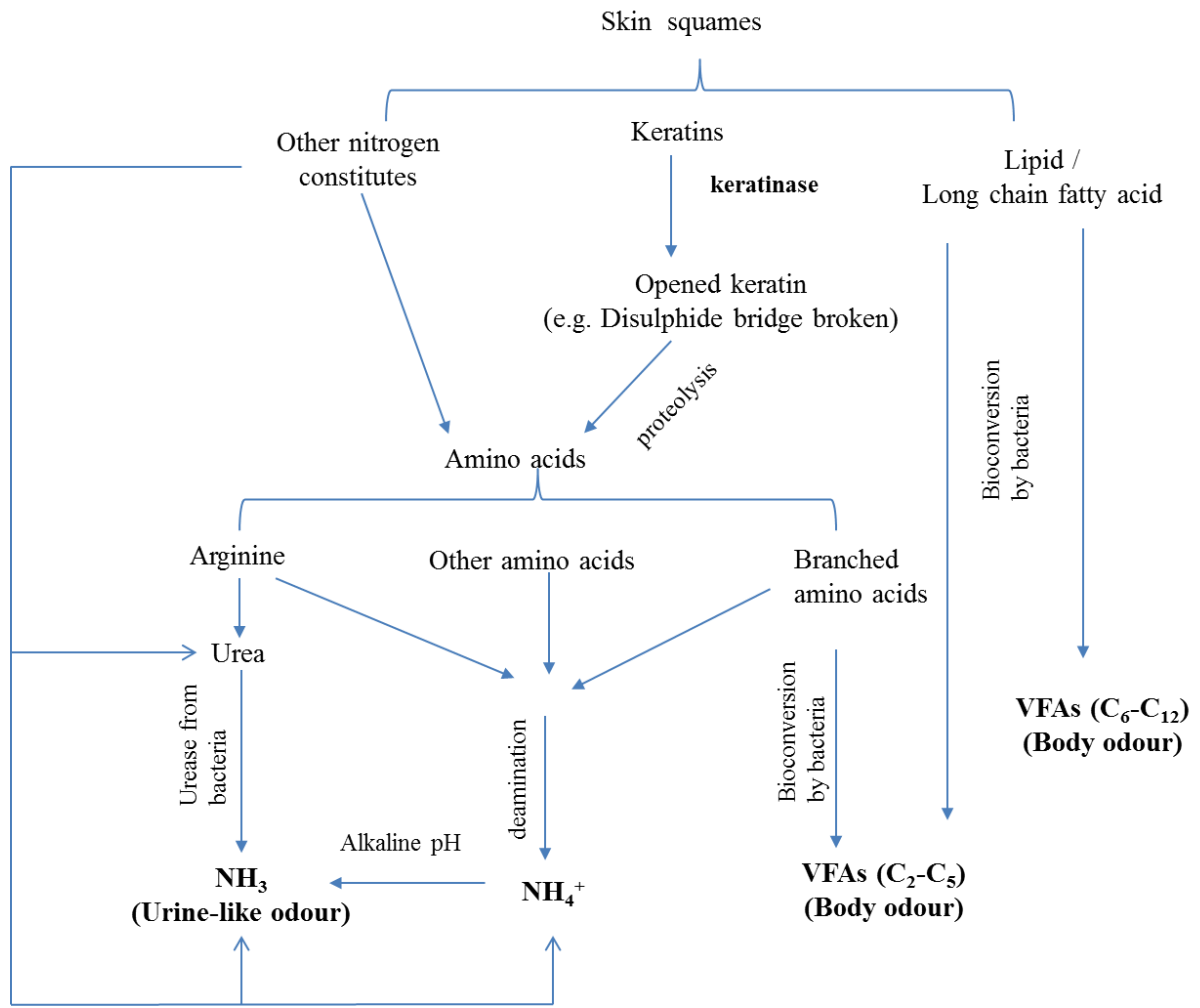 Skin squames
Other nitrogen
constitutes
Keratins
Lipid /
Long chain fatty acid
keratinase
Opened keratin
(e.g. Disulphide bridge broken)
proteolysis
Bioconversion
by bacteria
Amino acids
Arginine
Other amino acids
Branched
amino acids
Urea
Urease from
bacteria
deamination
Bioconversion
by bacteria
VFAs (C₆-C₁₂)
(Body odour)
Alkaline pH
NH₃
(Urine-like odour)
NH₄⁺
VFAs (C₂-C₅)
(Body odour)